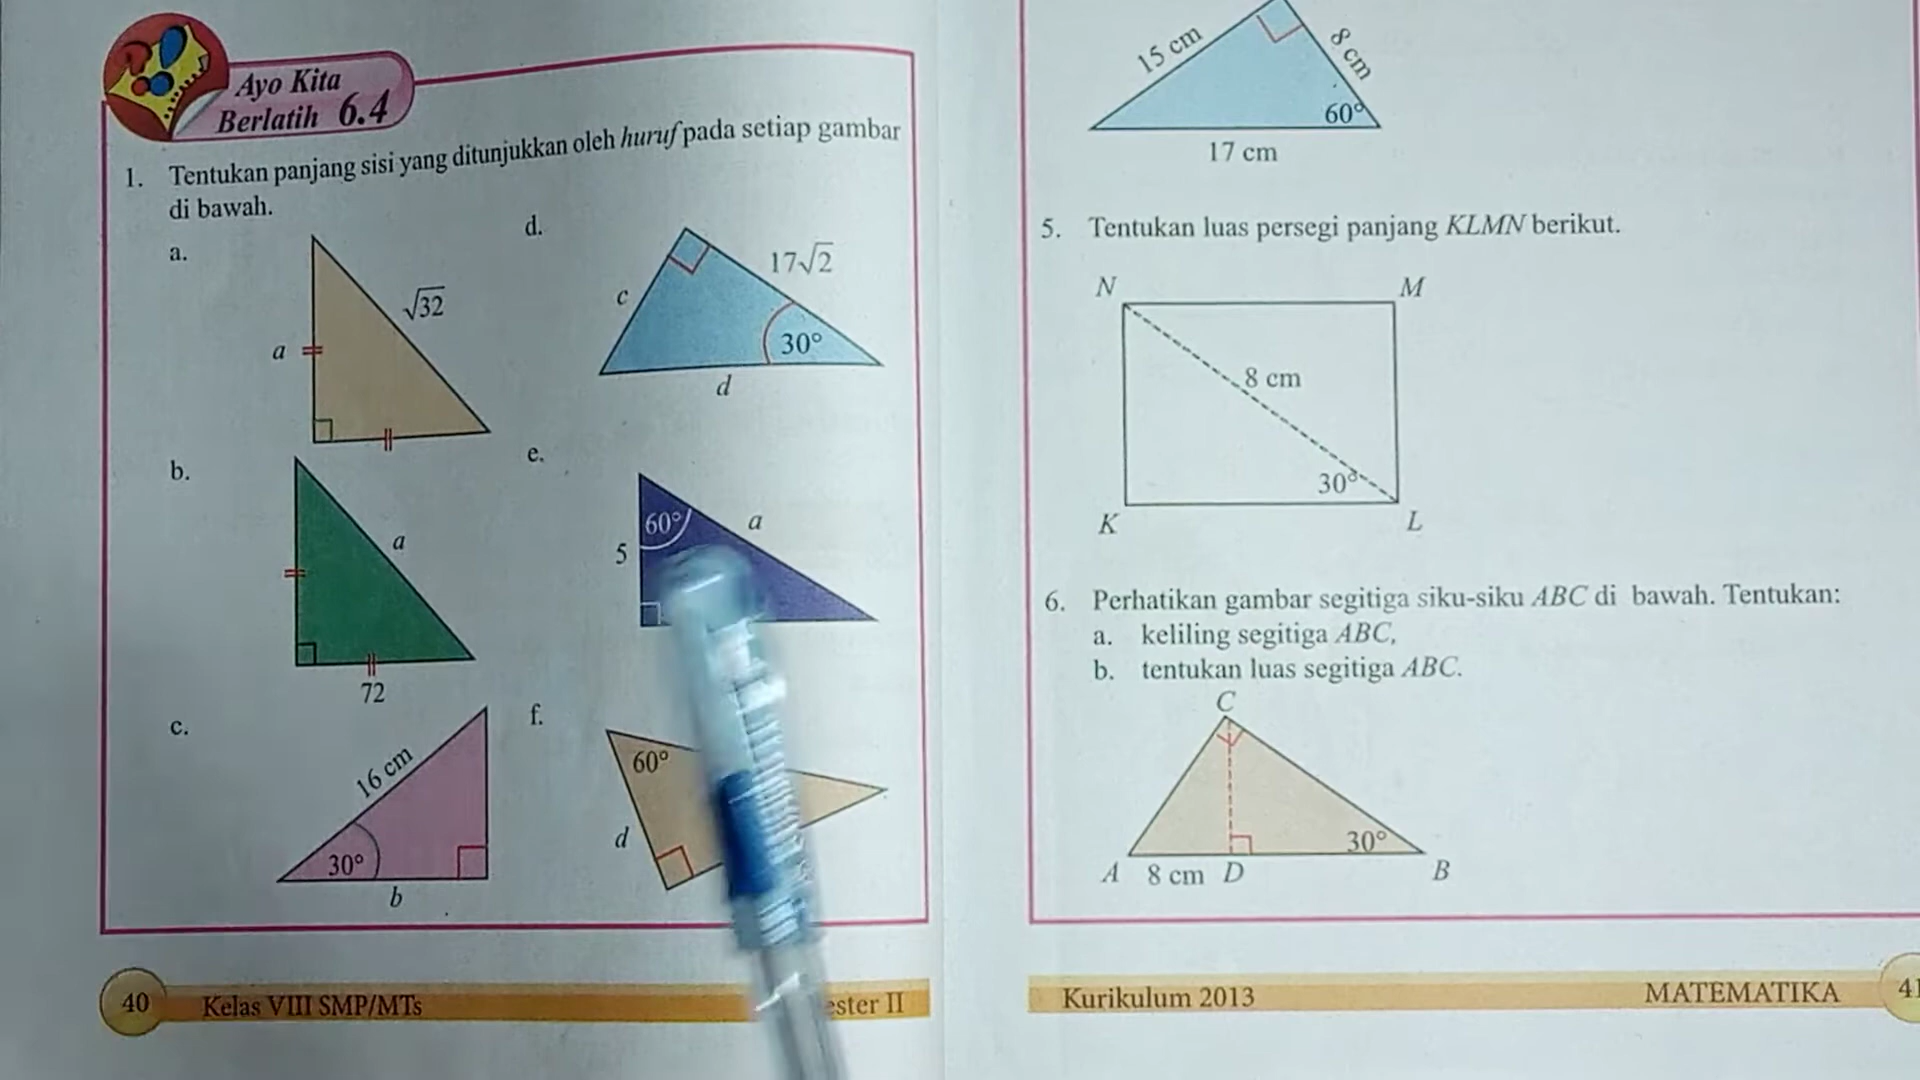 Ayo Kita
Berlatih 6.4
1. Tentukan panjang sisi yang ditunjukkan oleh huruf pada setiap gambar
di bawah.
a.
√32
a
b.
a
72
c.
16 cm
30°
b
d.
17√2
c
30°
d
e.
60°
a
5
f.
60°
d
40 Kelas VIII SMP/MTs
II
15 cm
8 cm
60°
17 cm
5. Tentukan luas persegi panjang KLMN berikut.
N M
8 cm
30°
K L
6. Perhatikan gambar segitiga siku-siku ABC di bawah. Tentukan:
a. keliling segitiga ABC,
b. tentukan luas segitiga ABC.
C
30°
A 8 cm D B
Kurikulum 2013 MATEMATIKA